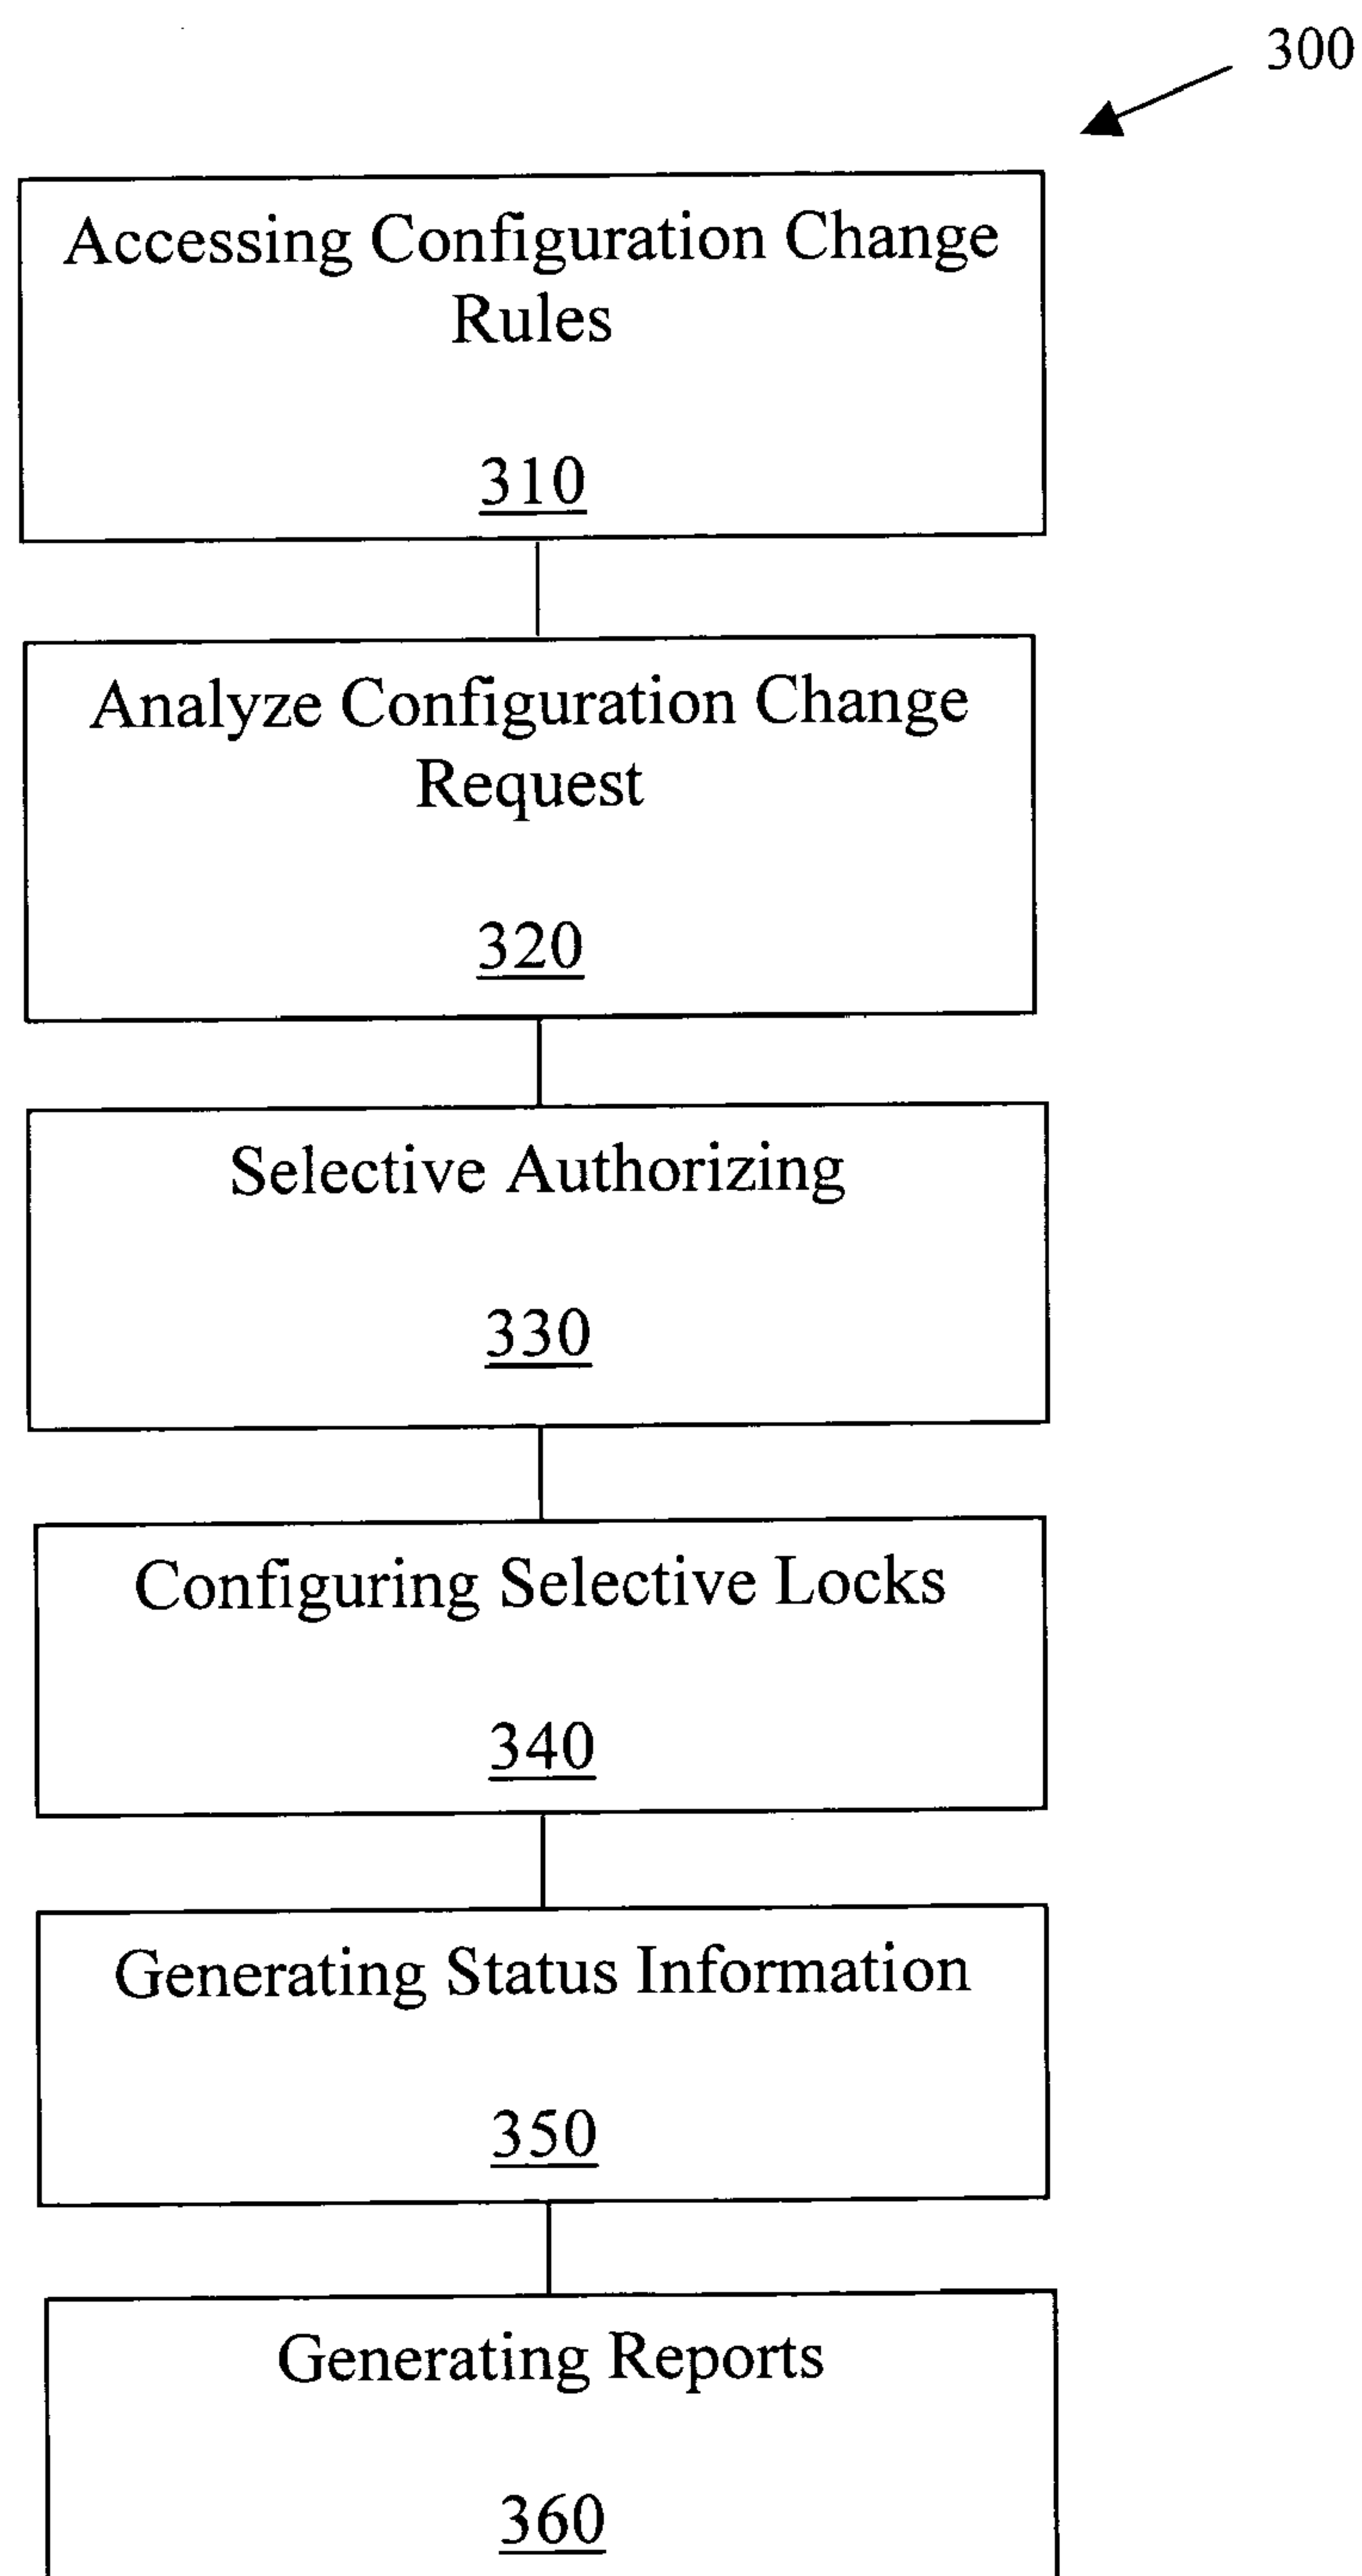 300
Accessing Configuration Change
Rules
310
Analyze Configuration Change
Request
320
Selective Authorizing
330
Configuring Selective Locks
340
Generating Status Information
350
Generating Reports
360